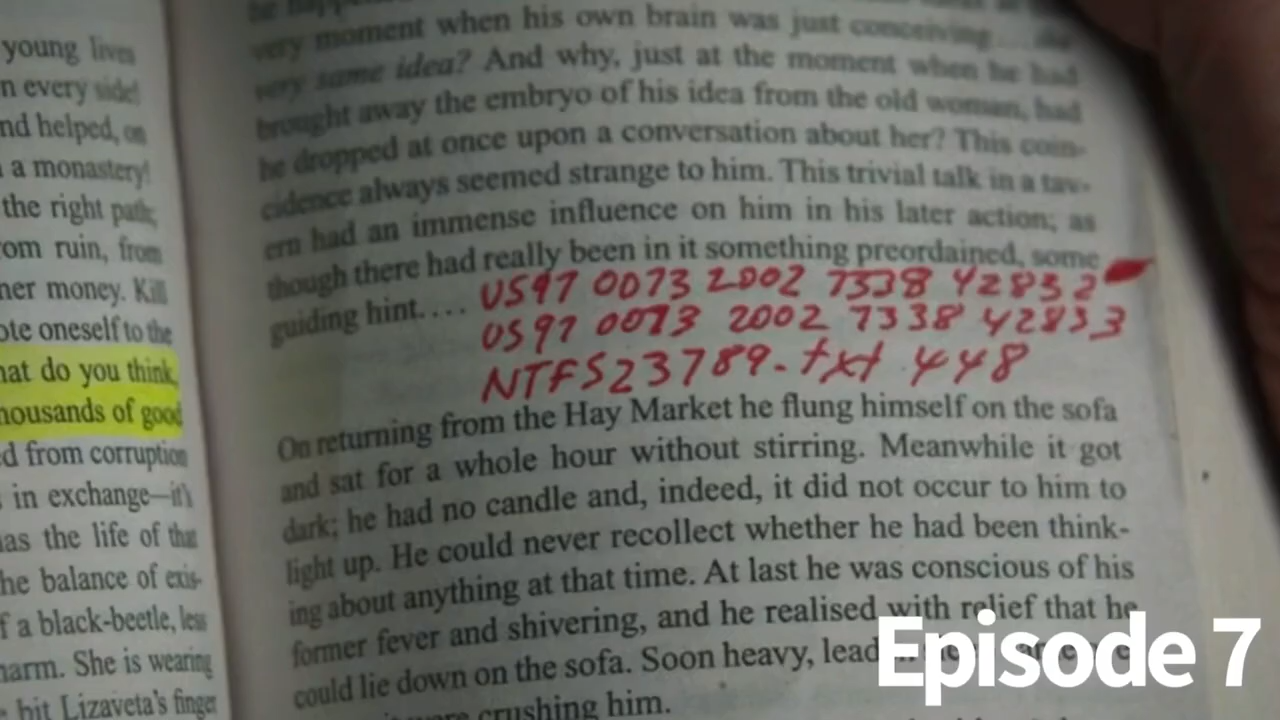 young lives
n every side!
nd helped, on
a monastery!
the right path,
om ruin, from
her money. Kill
ote oneself to the
hat do you think,
housands of good
d from corruption
in exchange—it's
has the life of that
he balance of exis-
f a black-beetle, less
harm. She is wearing
bit Lizaveta's finger
very moment when his own brain was just conceiving
very same idea? And why, just at the moment when he had
brought away the embryo of his idea from the old woman, had
he dropped at once upon a conversation about her? This coin-
cidence always seemed strange to him. This trivial talk in a tav-
ern had an immense influence on him in his later action; as
though there had really been in it something preordained, some
guiding hint.... US97 0073 2002 7338 42832
US97 0073 2002 7338 42833
NTFS23789.txt 448
On returning from the Hay Market he flung himself on the sofa
and sat for a whole hour without stirring. Meanwhile it got
dark; he had no candle and, indeed, it did not occur to him to
light up. He could never recollect whether he had been think-
ing about anything at that time. At last he was conscious of his
former fever and shivering, and he realised with relief that he
could lie down on the sofa. Soon heavy, lead
crushing him.
Episode 7